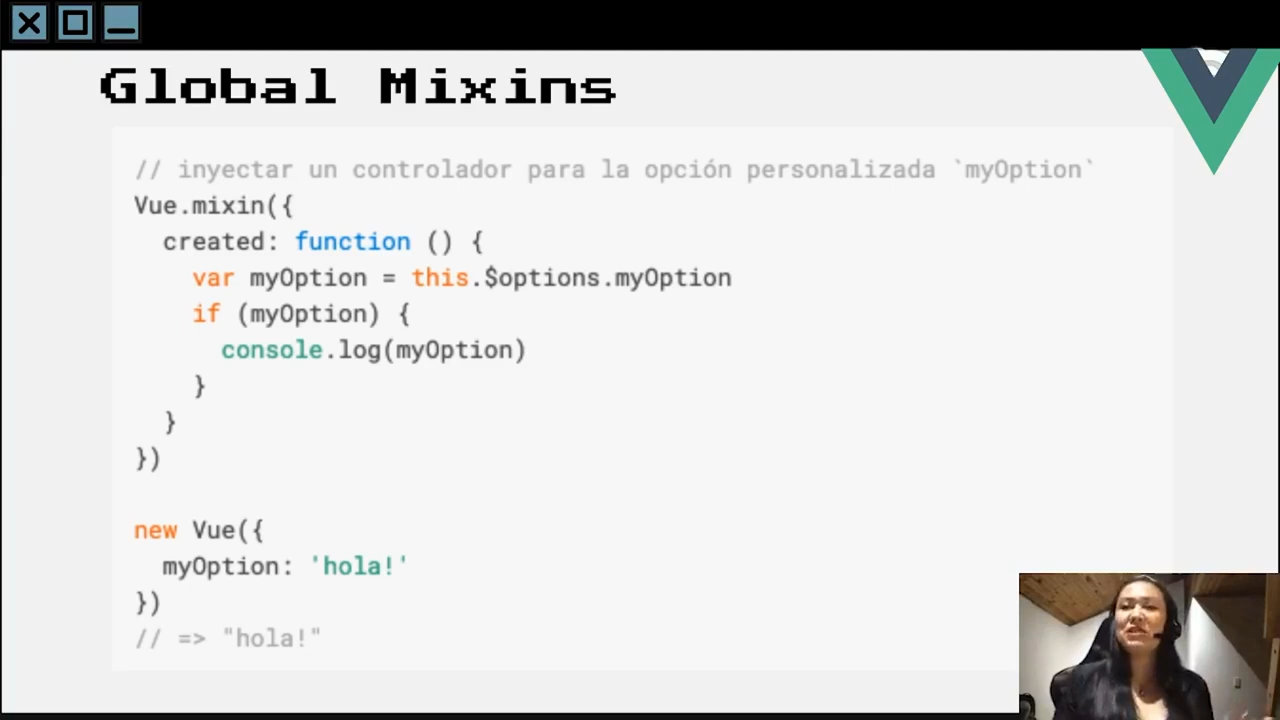 Global Mixins
// inyectar un controlador para la opción personalizada `myOption`
Vue.mixin({
  created: function () {
    var myOption = this.$options.myOption
    if (myOption) {
      console.log(myOption)
    }
  }
})

new Vue({
  myOption: 'hola!'
})
// => "hola!"